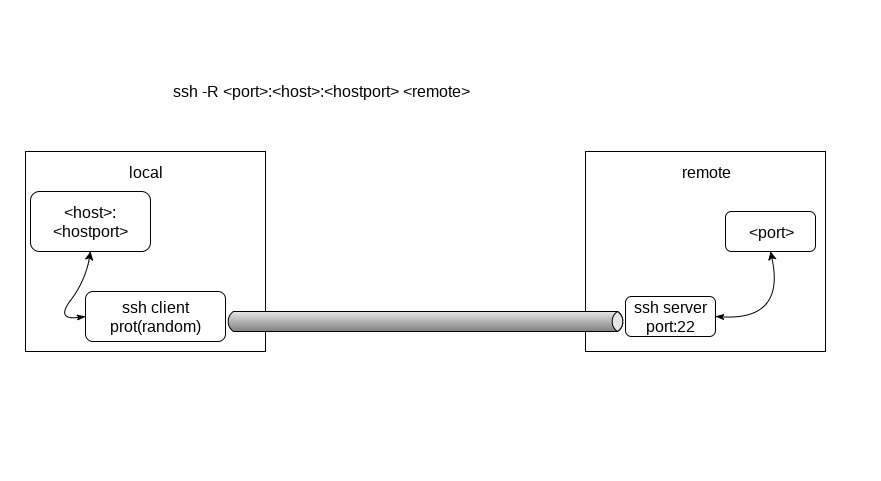 ssh -R <port>:<host>:<hostport> <remote>
local
<host>:
<hostport>
ssh client
prot(random)
remote
<port>
ssh server
port:22